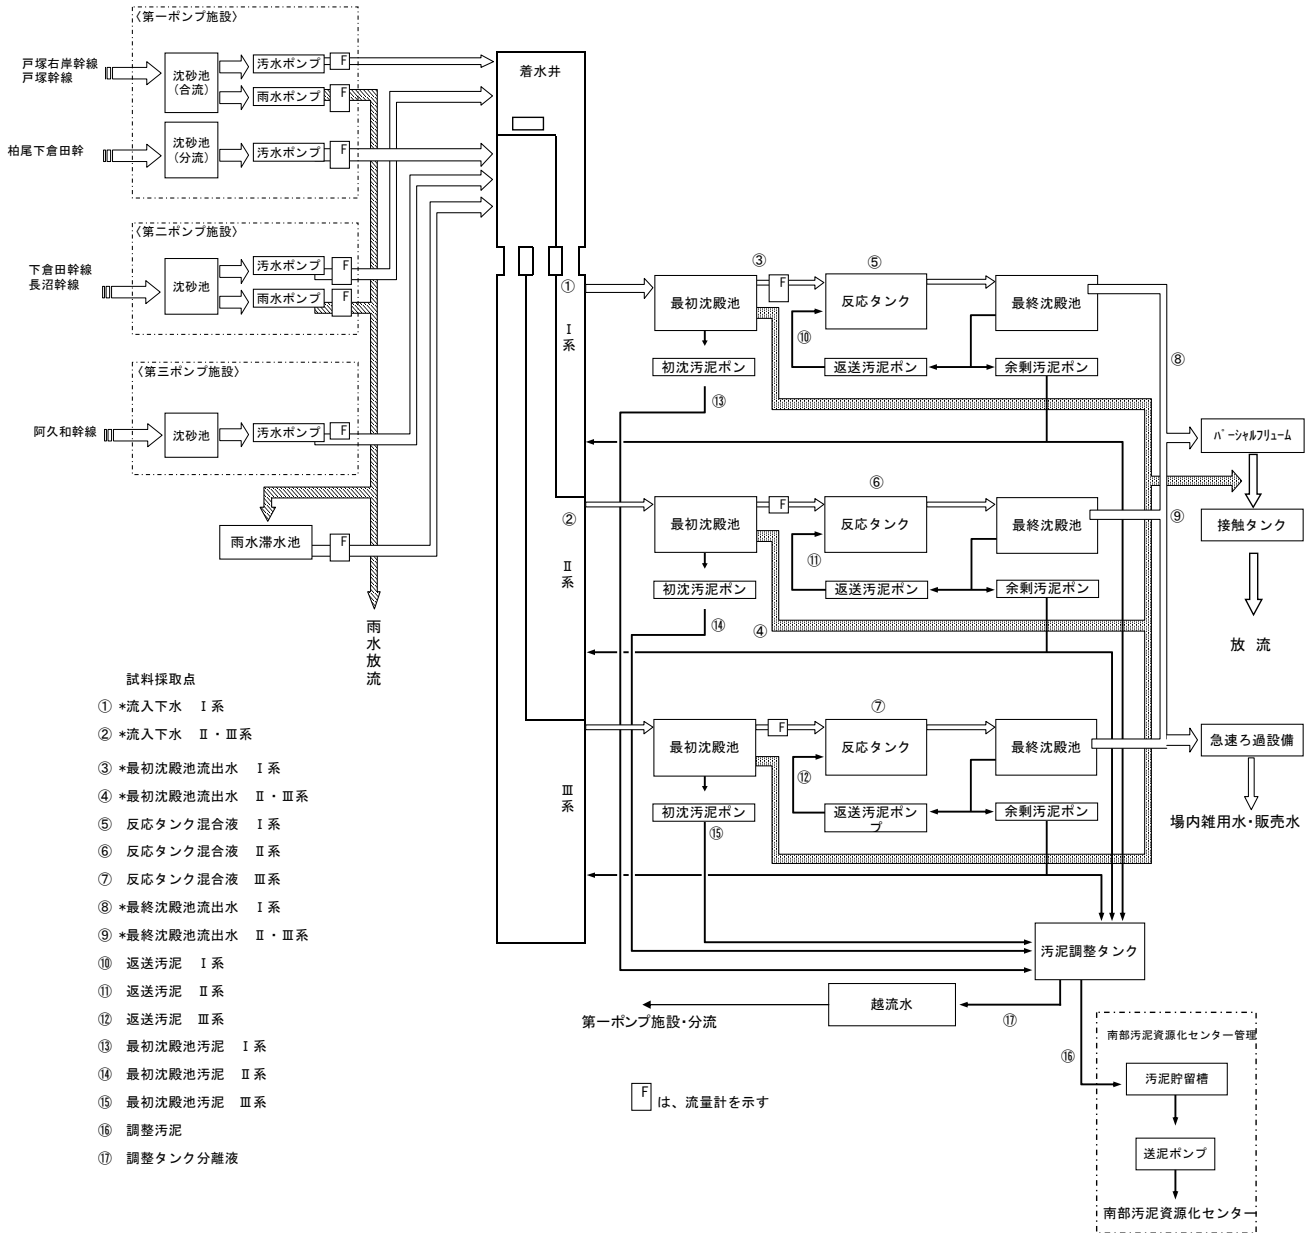 〈第一ポンプ施設〉
戸塚右岸幹線
戸塚幹線
沈砂池
(合流)
汚水ポンプ
F
雨水ポンプ
F
柏尾下倉田幹
沈砂池
(分流)
汚水ポンプ
F
〈第二ポンプ施設〉
下倉田幹線
長沼幹線
沈砂池
汚水ポンプ
F
雨水ポンプ
F
〈第三ポンプ施設〉
阿久和幹線
沈砂池
汚水ポンプ
F
雨水滞水池
F
雨水放流
着水井
Ⅰ系
Ⅱ系
Ⅲ系
①
最初沈殿池
③
F
⑤
反応タンク
最終沈殿池
⑩
初沈汚泥ポン
返送汚泥ポン
余剰汚泥ポン
⑧
⑬
パーシャルフリューム
②
最初沈殿池
F
⑥
反応タンク
最終沈殿池
⑨
接触タンク
⑪
初沈汚泥ポン
返送汚泥ポン
余剰汚泥ポン
⑭
④
放 流
最初沈殿池
F
⑦
反応タンク
最終沈殿池
急速ろ過設備
⑫
初沈汚泥ポン
返送汚泥ポン
プ
余剰汚泥ポン
⑮
場内雑用水・販売水
汚泥調整タンク
越流水
⑰
第一ポンプ施設・分流
⑯
南部汚泥資源化センター管理
汚泥貯留槽
送泥ポンプ
南部汚泥資源化センター
F は、流量計を示す
試料採取点
① *流入下水 Ⅰ系
② *流入下水 Ⅱ・Ⅲ系
③ *最初沈殿池流出水 Ⅰ系
④ *最初沈殿池流出水 Ⅱ・Ⅲ系
⑤ 反応タンク混合液 Ⅰ系
⑥ 反応タンク混合液 Ⅱ系
⑦ 反応タンク混合液 Ⅲ系
⑧ *最終沈殿池流出水 Ⅰ系
⑨ *最終沈殿池流出水 Ⅱ・Ⅲ系
⑩ 返送汚泥 Ⅰ系
⑪ 返送汚泥 Ⅱ系
⑫ 返送汚泥 Ⅲ系
⑬ 最初沈殿池汚泥 Ⅰ系
⑭ 最初沈殿池汚泥 Ⅱ系
⑮ 最初沈殿池汚泥 Ⅲ系
⑯ 調整汚泥
⑰ 調整タンク分離液